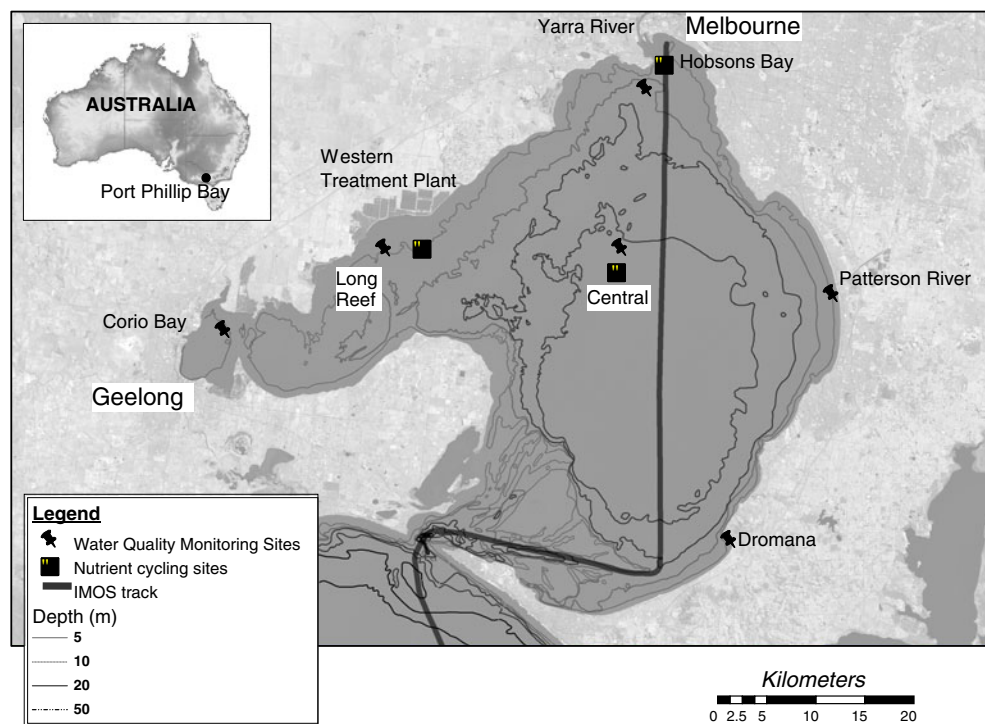 Yarra River
Melbourne
Hobsons Bay
AUSTRALIA
Port Phillip Bay
Western
Treatment Plant
Long
Reef
Central
Patterson River
Corio Bay
Geelong
Dromana
Legend
Water Quality Monitoring Sites
Nutrient cycling sites
IMOS track
Depth (m)
5
10
20
50
Kilometers
0 2.5 5 10 15 20